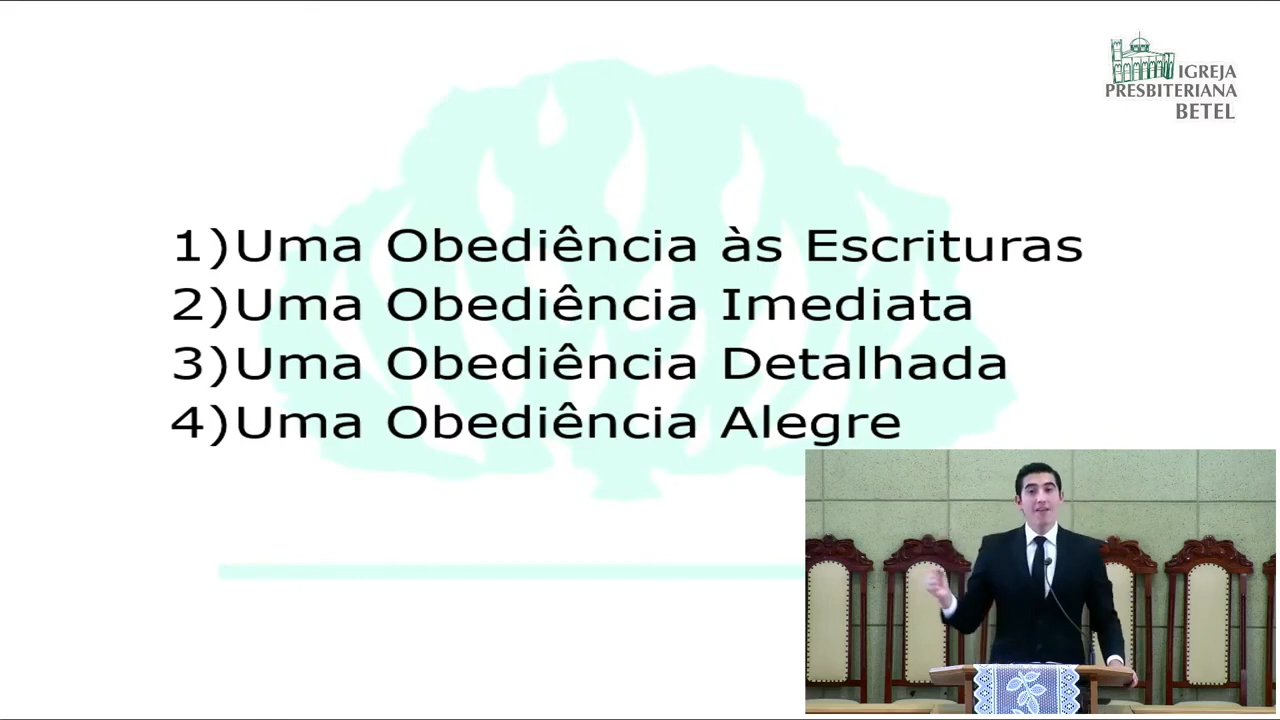 IGREJA
PRESBITERIANA
BETEL
1)Uma Obediência às Escrituras
2)Uma Obediência Imediata
3)Uma Obediência Detalhada
4)Uma Obediência Alegre